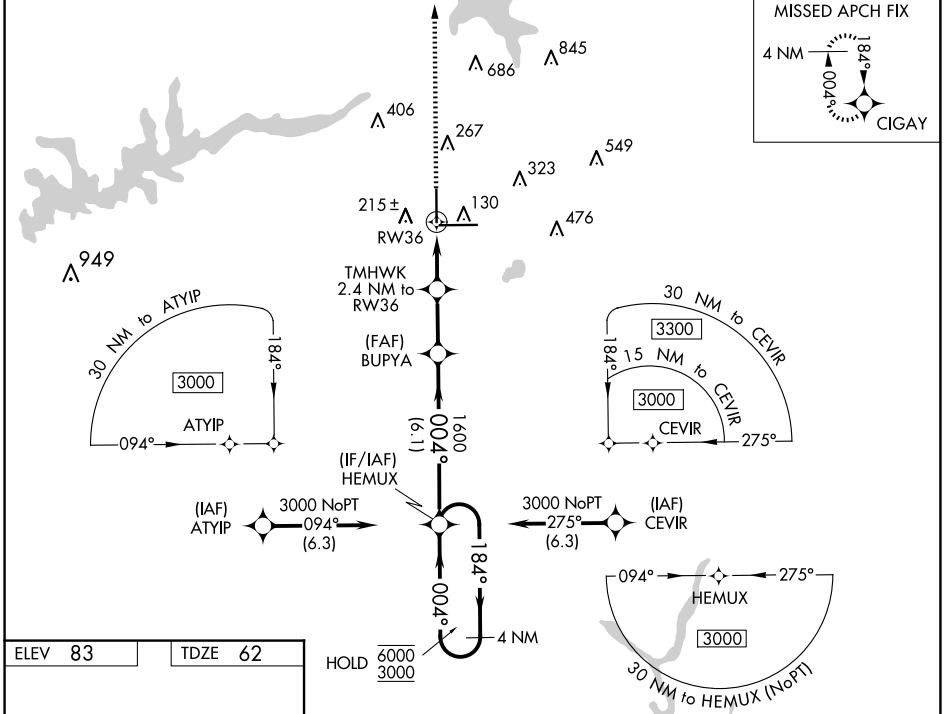 MISSED APCH FIX
4 NM
184°
004°
CIGAY
845
686
406
267
549
323
215 ±
130
RW36
476
949
TMHWK
2.4 NM to
RW36
(FAF)
BUPYA
30 NM to ATYIP
184°
3000
ATYIP
094°
30 NM to CEVIR
3300
184°
15 NM to CEVIR
3000
CEVIR
275°
1600
004°
(6.1)
(IF/IAF)
HEMUX
(IAF)
ATYIP
3000 NoPT
094°
(6.3)
3000 NoPT
275°
(6.3)
(IAF)
CEVIR
184°
004°
4 NM
HOLD
6000
3000
094°
275°
HEMUX
3000
30 NM to HEMUX (NoPT)
ELEV 83
TDZE 62